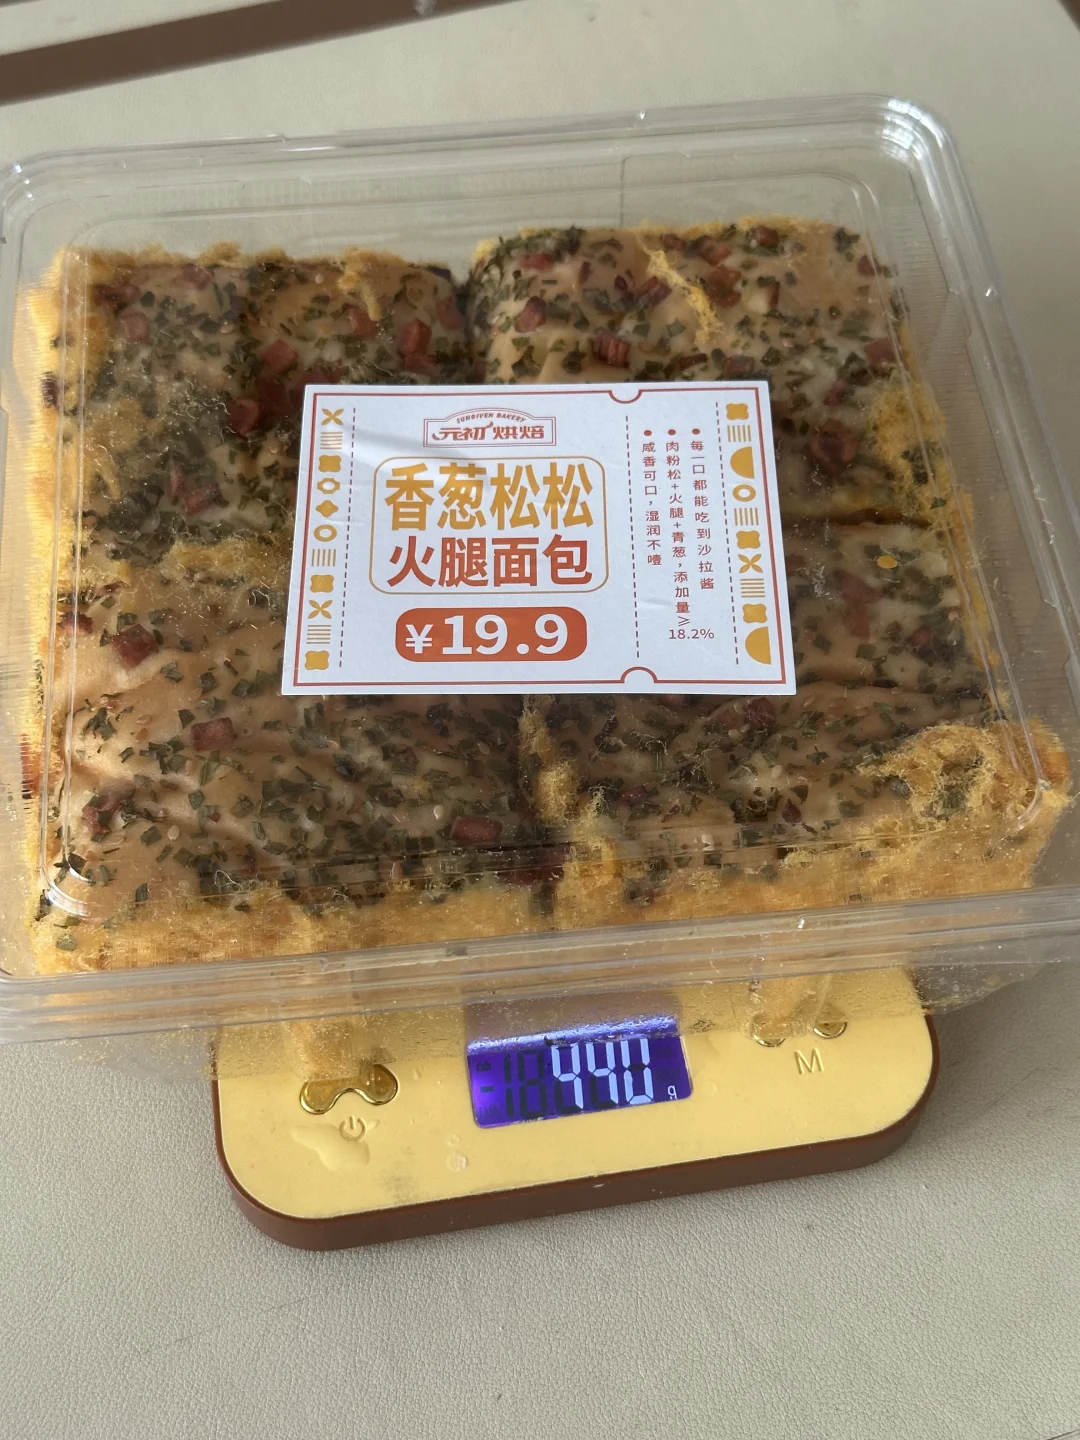 SUNGIVEN BAKERY
元初烘焙
香葱松松
火腿面包
¥19.9
每一口都能吃到沙拉酱
肉粉松+火腿+青葱，添加量≥18.2%
咸香可口，湿润不噎
440 g
M